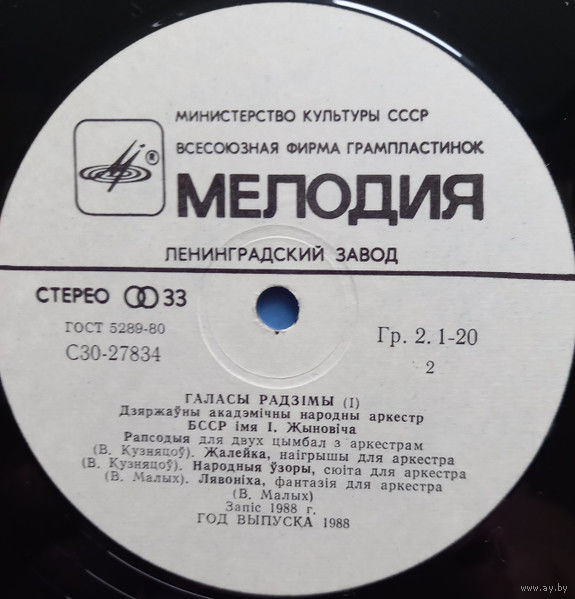 МИНИСТЕРСТВО КУЛЬТУРЫ СССР
ВСЕСОЮЗНАЯ ФИРМА ГРАМПЛАСТИНОК
®
МЕЛОДИЯ
ЛЕНИНГРАДСКИЙ ЗАВОД
СТЕРЕО 33
ГОСТ 5289-80
Гр. 2. 1-20
С30-27834
2
ГАЛАСЫ РАДЗІМЫ (I)
Дзяржаўны акадэмічны народны аркестр
БССР імя І. Жыновіча
Рапсодыя для двух цымбал з аркестрам
(В. Кузняцоў). Жалейка, наігрышы для аркестра
(В. Кузняцоў). Народныя ўзоры, сюіта для аркестра
(В. Малых). Лявоніха, фантазія для аркестра
(В. Малых)
Запіс 1988 г.
ГОД ВЫПУСКА 1988
www.ay.by